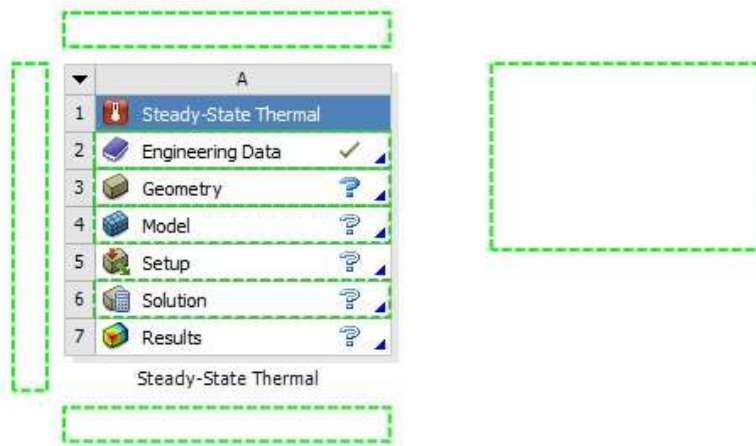 A
1 Steady-State Thermal
2 Engineering Data
3 Geometry
4 Model
5 Setup
6 Solution
7 Results
Steady-State Thermal